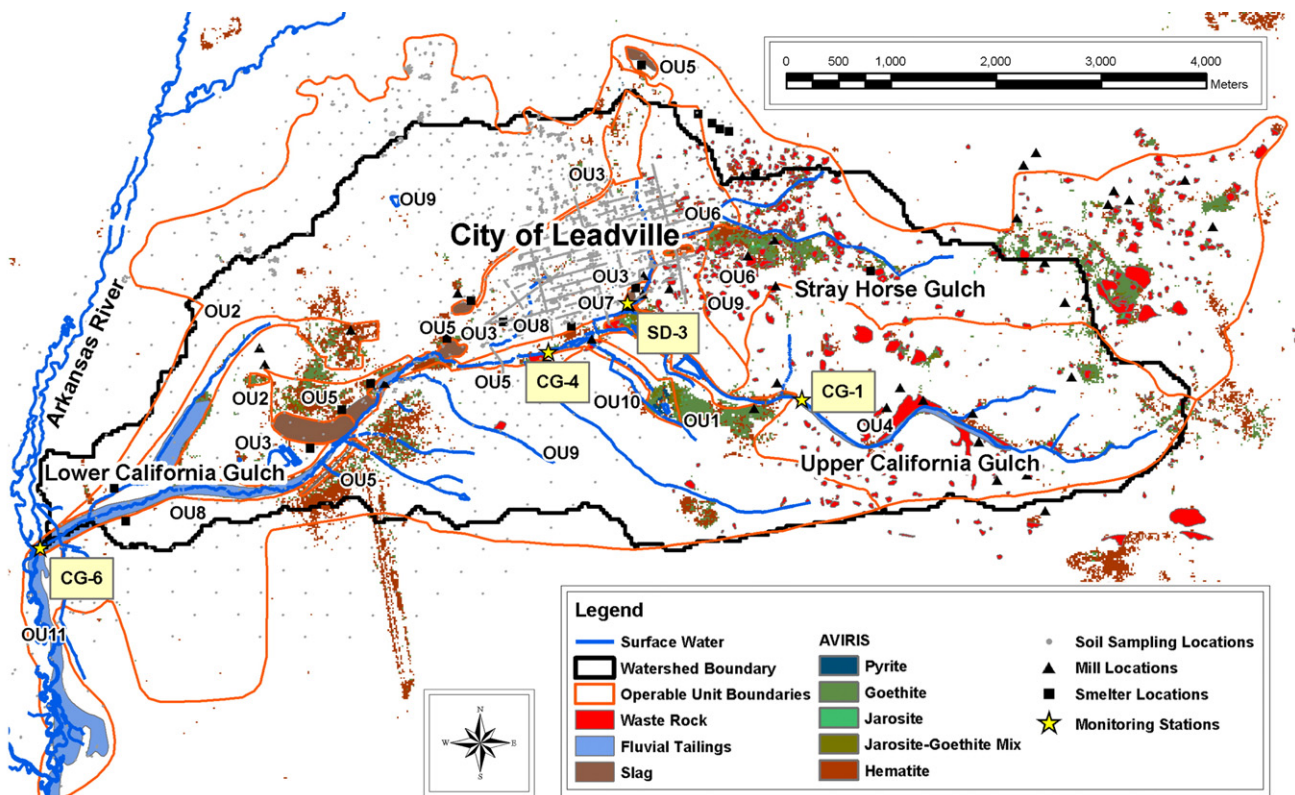 OU5
0 500 1,000 2,000 3,000 4,000
Meters
OU3
OU9
OU6
City of Leadville
Arkansas River
OU3
OU6
Stray Horse Gulch
OU2
OU7
OU9
OU5
OU3
OU8
SD-3
OU5
CG-4
CG-1
OU2
OU5
OU10
OU1
OU4
OU3
OU9
Lower California Gulch
Upper California Gulch
OU5
OU8
CG-6
OU11
Legend
Surface Water
Watershed Boundary
Operable Unit Boundaries
Waste Rock
Fluvial Tailings
Slag
AVIRIS
Pyrite
Goethite
Jarosite
Jarosite-Goethite Mix
Hematite
Soil Sampling Locations
Mill Locations
Smelter Locations
Monitoring Stations
N
W
E
S